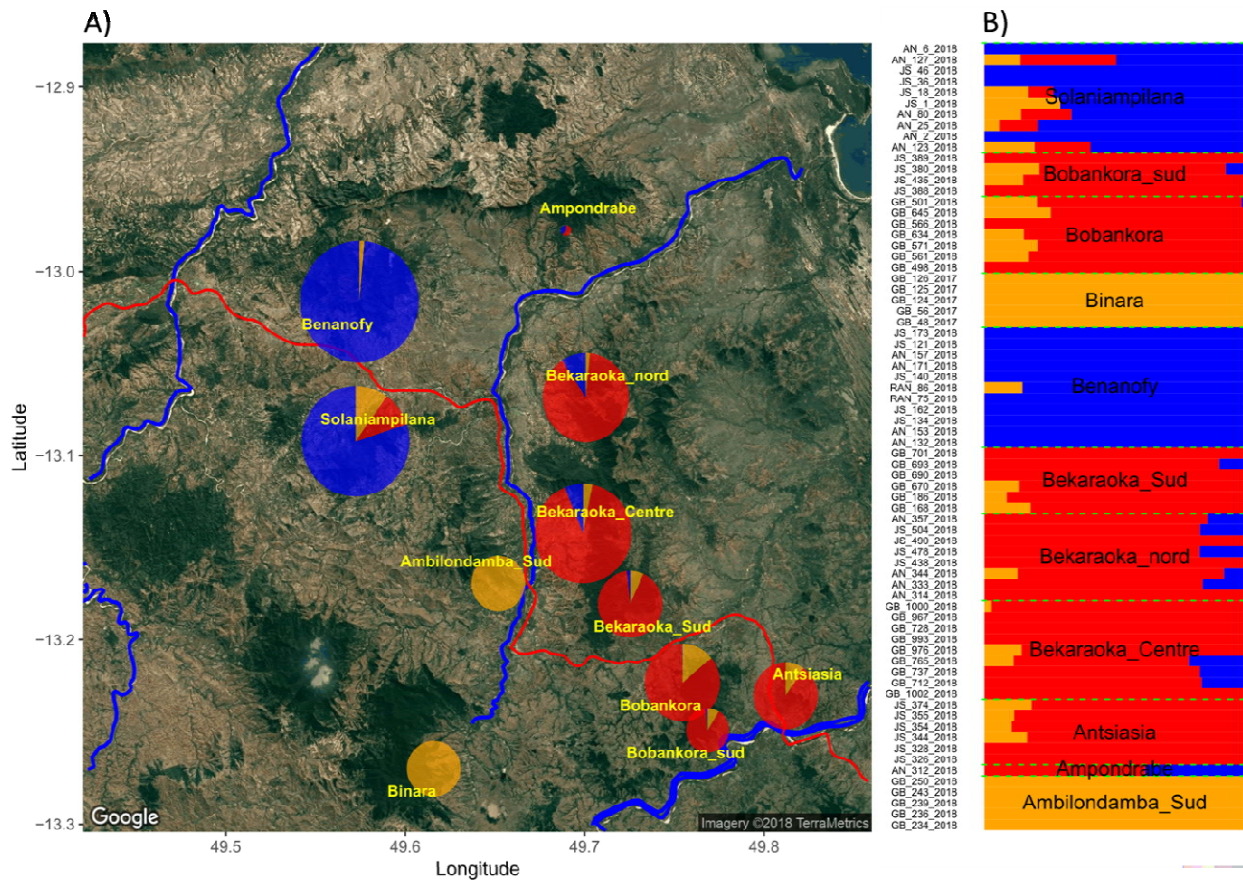 A)
B)
Latitude
−12.9
−13.0
−13.1
−13.2
−13.3
Ampondrabe
Benanofy
Bekaraoka_nord
Solaniampilana
Bekaraoka_Centre
Ambilondamba_Sud
Bekaraoka_Sud
Antsiasia
Bobankora
Bobankora_sud
Binara
Google
Imagery ©2018 TerraMetrics
49.5
49.6
49.7
49.8
Longitude
AN_6_2018
AN_127_2018
JS_46_2018
JS_36_2018
JS_18_2018
JS_1_2018
AN_80_2018
AN_25_2018
AN_2_2018
AN_123_2018
JS_389_2018
JS_380_2018
JS_436_2018
JS_388_2018
GB_501_2018
GB_645_2018
GB_566_2018
GB_634_2018
GB_571_2018
GB_561_2018
GB_498_2018
GB_126_2017
GB_125_2017
GB_124_2017
GB_56_2017
GB_48_2017
JS_173_2018
JS_121_2018
AN_157_2018
AN_171_2018
JS_140_2018
RAN_86_2018
RAN_75_2018
JS_162_2018
JS_134_2018
AN_153_2018
AN_132_2018
GB_701_2018
GB_693_2018
GB_690_2018
GB_670_2018
GB_186_2018
GB_168_2018
AN_357_2018
JS_504_2018
JS_478_2018
JS_438_2018
AN_344_2018
AN_333_2018
AN_314_2018
GB_1000_2018
GB_967_2018
GB_728_2018
GB_993_2018
GB_976_2018
GB_765_2018
GB_737_2018
GB_712_2018
GB_1002_2018
JS_374_2018
JS_355_2018
JS_354_2018
JS_344_2018
JS_328_2018
JS_326_2018
AN_312_2018
GB_250_2018
GB_243_2018
GB_239_2018
GB_236_2018
GB_234_2018
Solaniampilana
Bobankora_sud
Bobankora
Binara
Benanofy
Bekaraoka_Sud
Bekaraoka_nord
Bekaraoka_Centre
Antsiasia
Ampondrabe
Ambilondamba_Sud